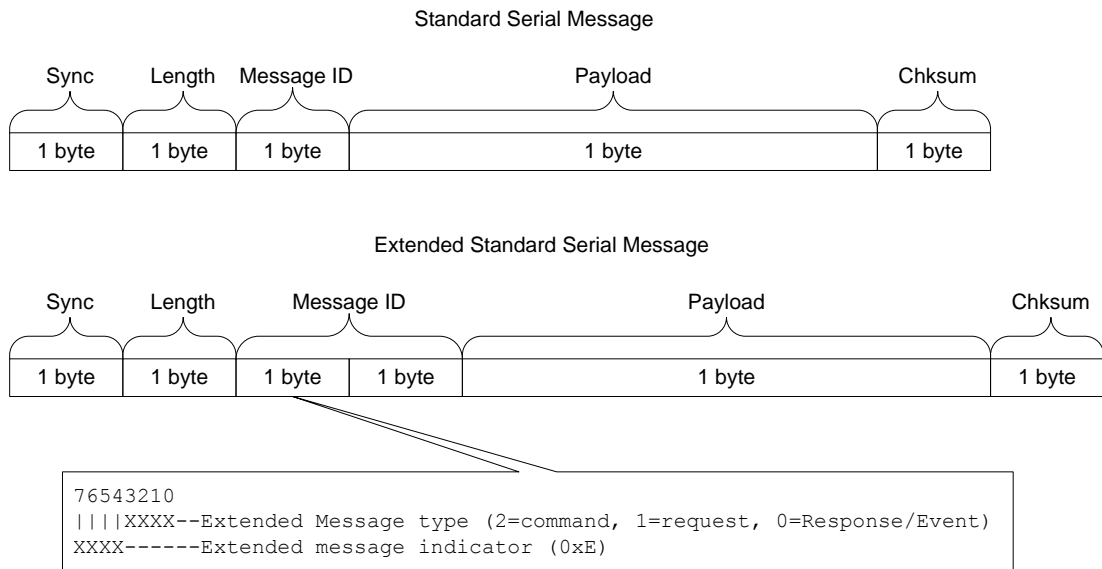 Standard Serial Message
Sync Length Message ID Payload Chksum
1 byte 1 byte 1 byte 1 byte 1 byte
Extended Standard Serial Message
Sync Length Message ID Payload Chksum
1 byte 1 byte 1 byte 1 byte 1 byte 1 byte
76543210
||||XXXX--Extended Message type (2=command, 1=request, 0=Response/Event)
XXXX------Extended message indicator (0xE)